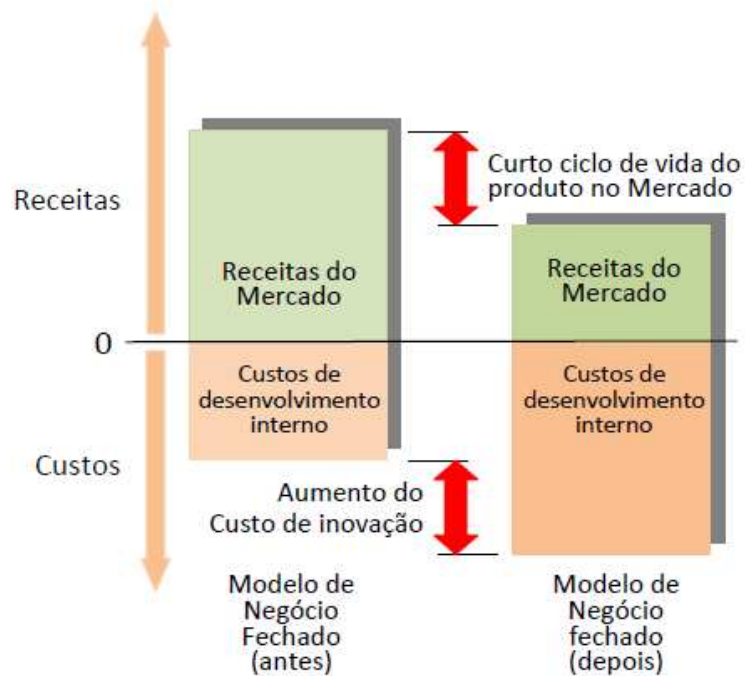 Receitas
0
Custos
Receitas do
Mercado
Custos de
desenvolvimento
interno
Curto ciclo de vida do
produto no Mercado
Aumento do
Custo de inovação
Receitas do
Mercado
Custos de
desenvolvimento
interno
Modelo de
Negócio
Fechado
(antes)
Modelo de
Negócio
fechado
(depois)